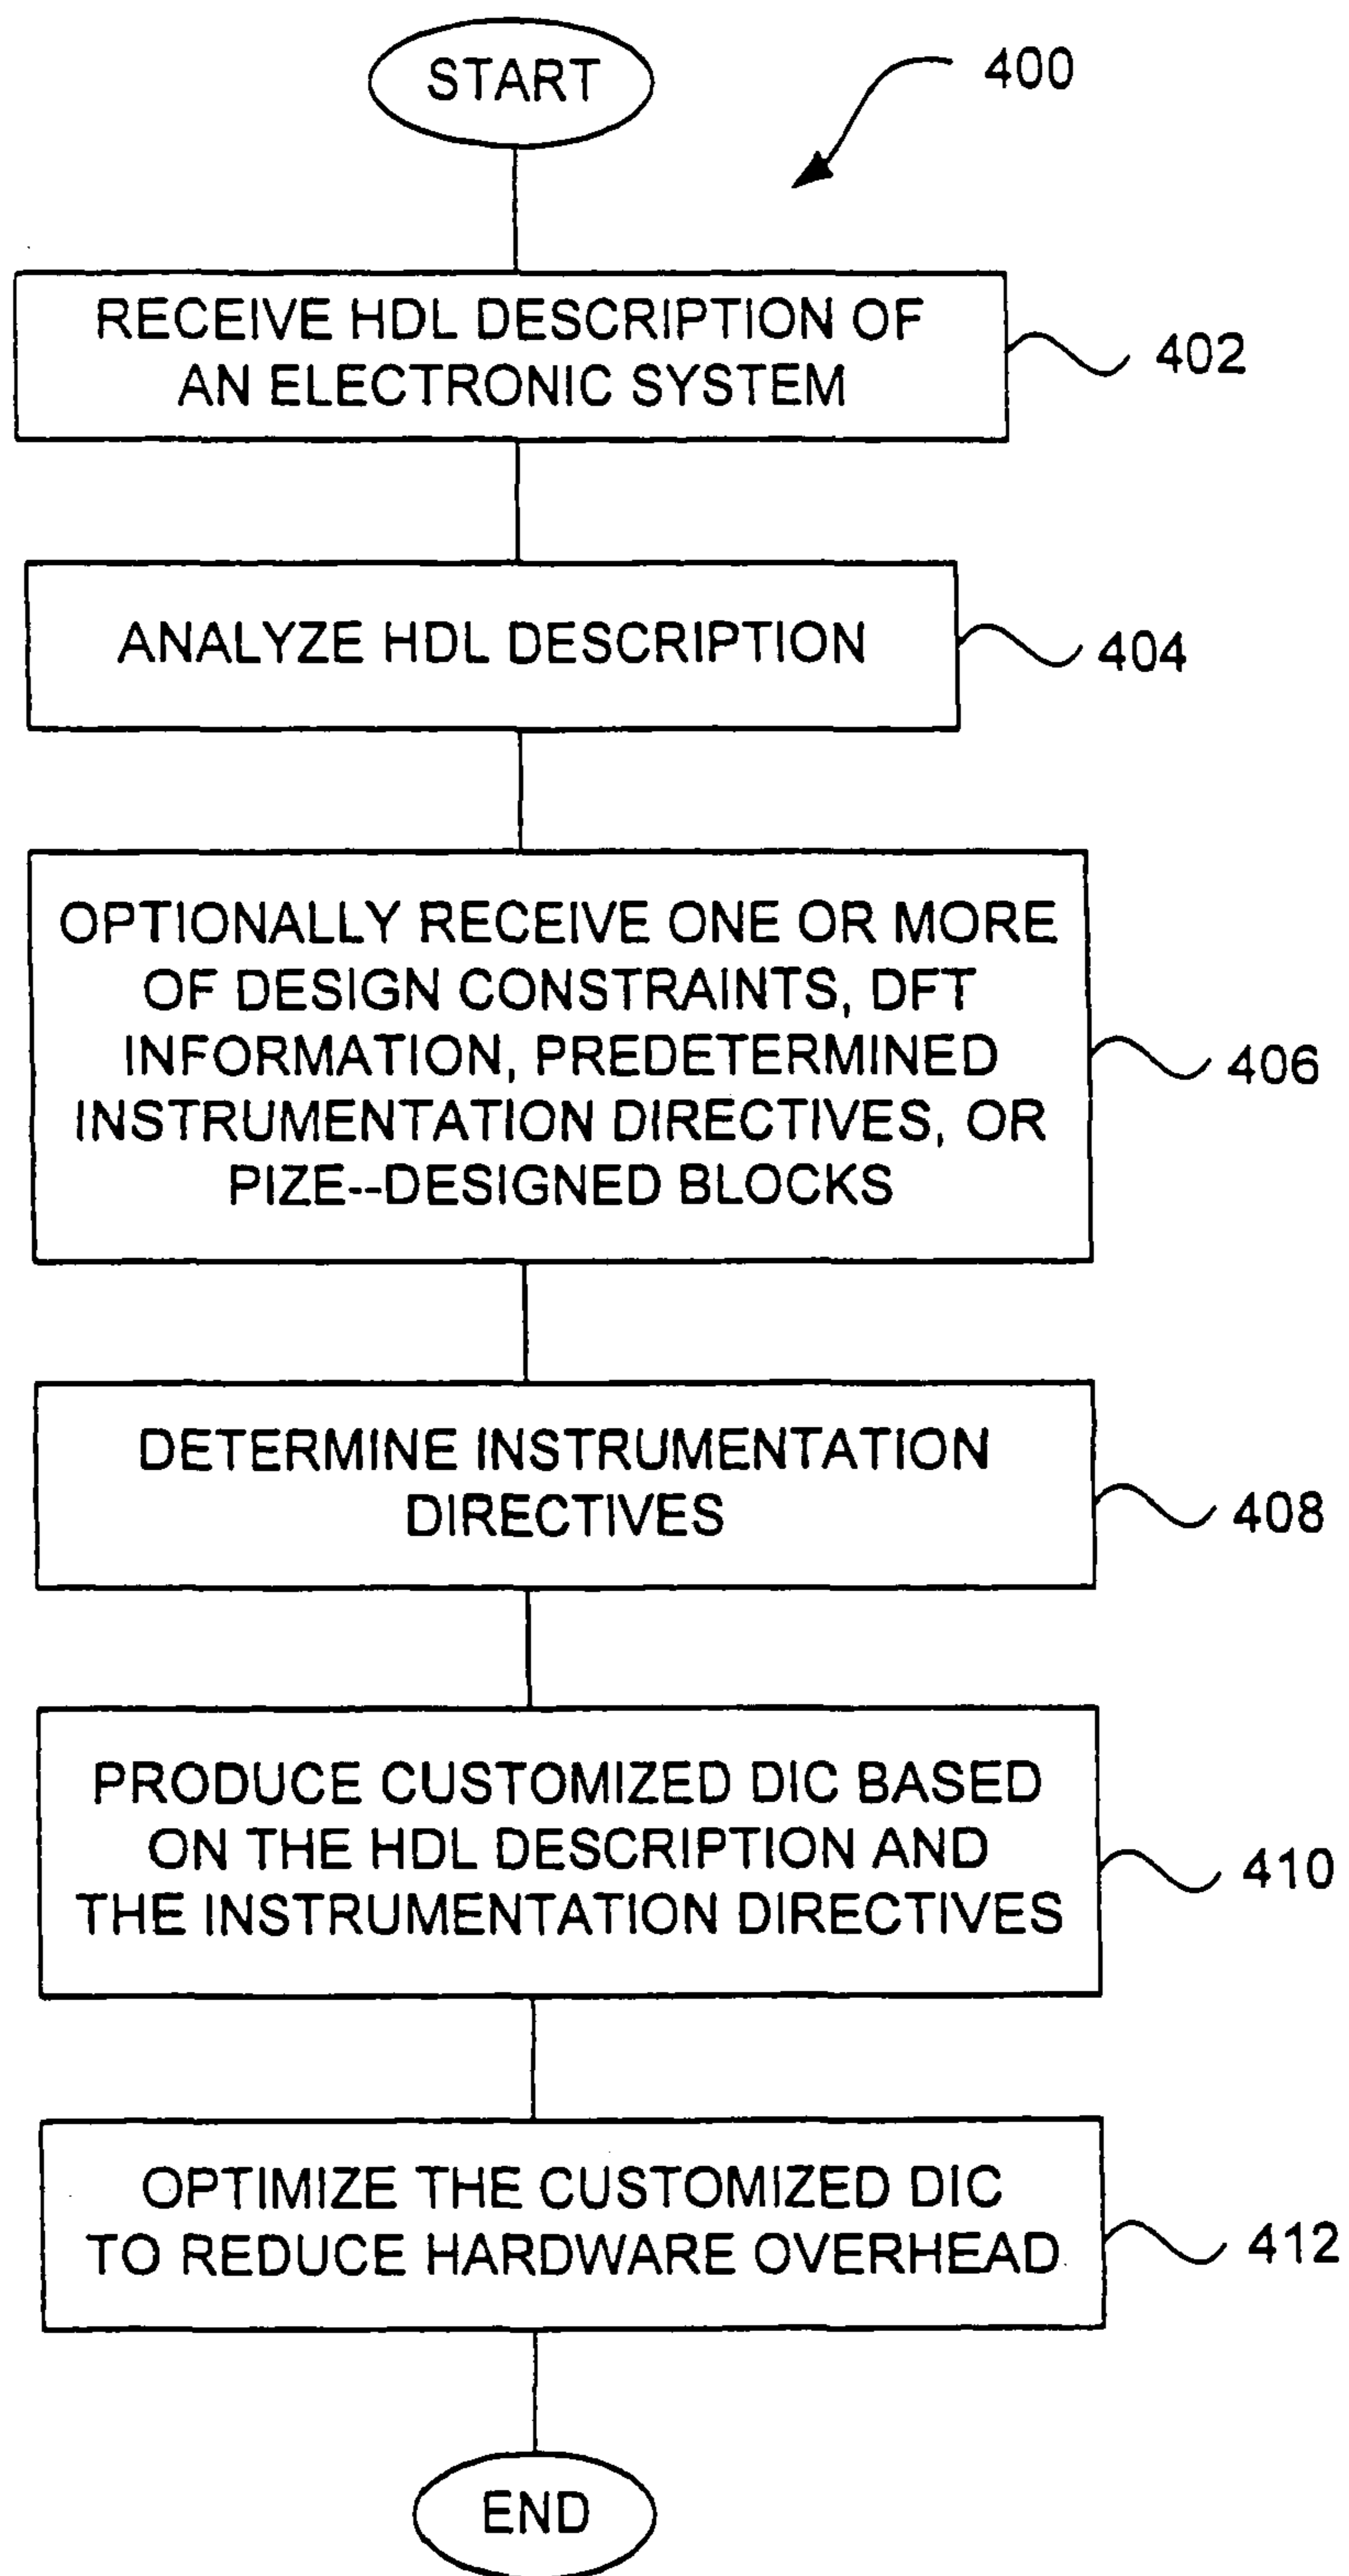 START
400
RECEIVE HDL DESCRIPTION OF
AN ELECTRONIC SYSTEM
402
ANALYZE HDL DESCRIPTION
404
OPTIONALLY RECEIVE ONE OR MORE
OF DESIGN CONSTRAINTS, DFT
INFORMATION, PREDETERMINED
INSTRUMENTATION DIRECTIVES, OR
PIZE--DESIGNED BLOCKS
406
DETERMINE INSTRUMENTATION
DIRECTIVES
408
PRODUCE CUSTOMIZED DIC BASED
ON THE HDL DESCRIPTION AND
THE INSTRUMENTATION DIRECTIVES
410
OPTIMIZE THE CUSTOMIZED DIC
TO REDUCE HARDWARE OVERHEAD
412
END